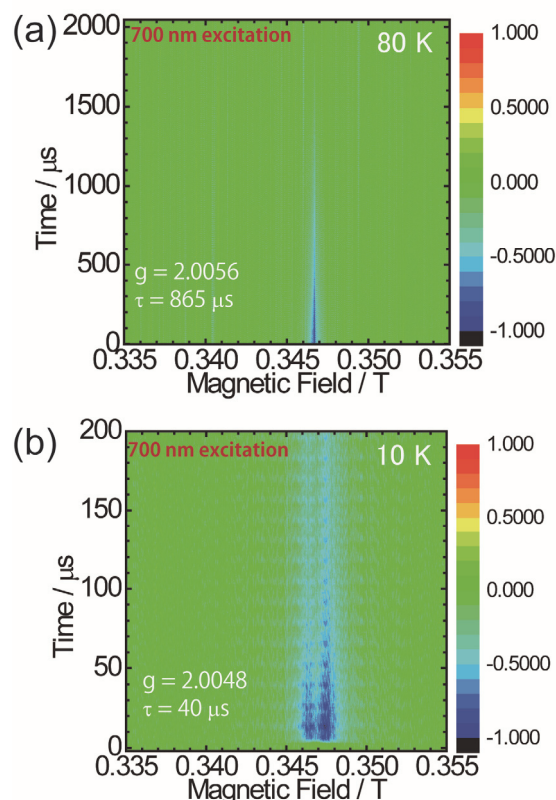 (a)
700 nm excitation
80 K
2000
1500
1000
500
0
Time / μs
g = 2.0056
τ = 865 μs
0.335 0.340 0.345 0.350 0.355
Magnetic Field / T
1.000
0.5000
0.000
-0.5000
-1.000
(b)
700 nm excitation
10 K
200
150
100
50
0
Time / μs
g = 2.0048
τ = 40 μs
0.335 0.340 0.345 0.350 0.355
Magnetic Field / T
1.000
0.5000
0.000
-0.5000
-1.000